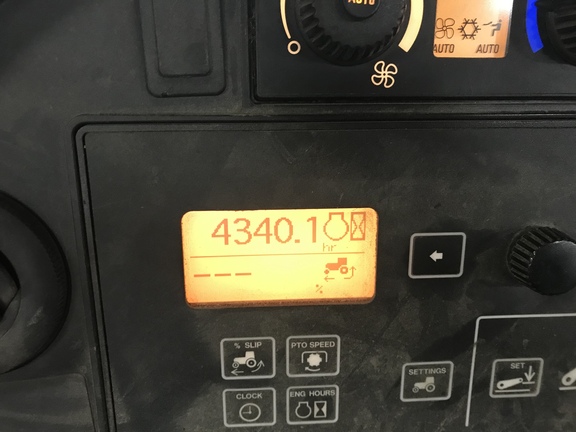 AUTO
AUTO AUTO
4340.1
hr
---
%
% SLIP
PTO SPEED
CLOCK
ENG HOURS
SETTINGS
SET